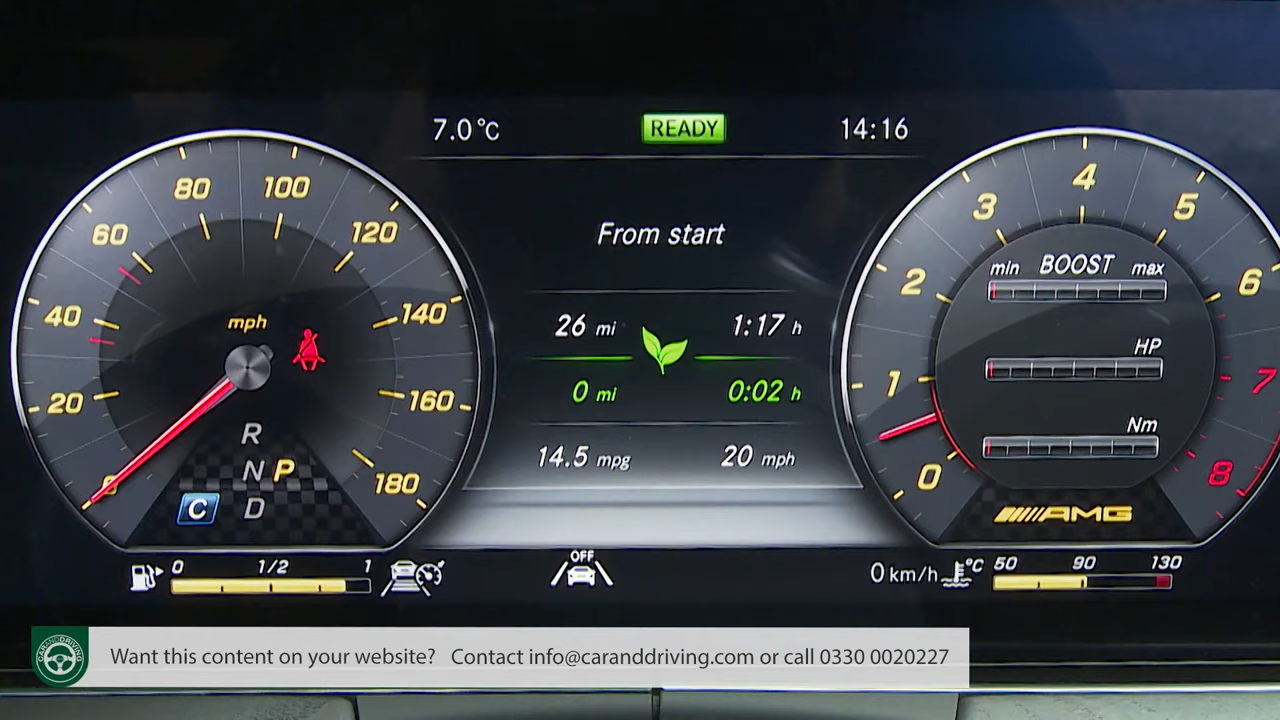 7.0°C
READY
14:16
From start
26 mi
1:17 h
0 mi
0:02 h
14.5 mpg
20 mph
0
20
40
60
80
100
120
140
160
180
mph
R
N P
C D
0 1/2 1
OFF
0 km/h
°C 50 90 130
0
1
2
3
4
5
6
7
8
min BOOST max
HP
Nm
AMG
CARANDDRIVING
Want this content on your website? Contact info@caranddriving.com or call 0330 0020227